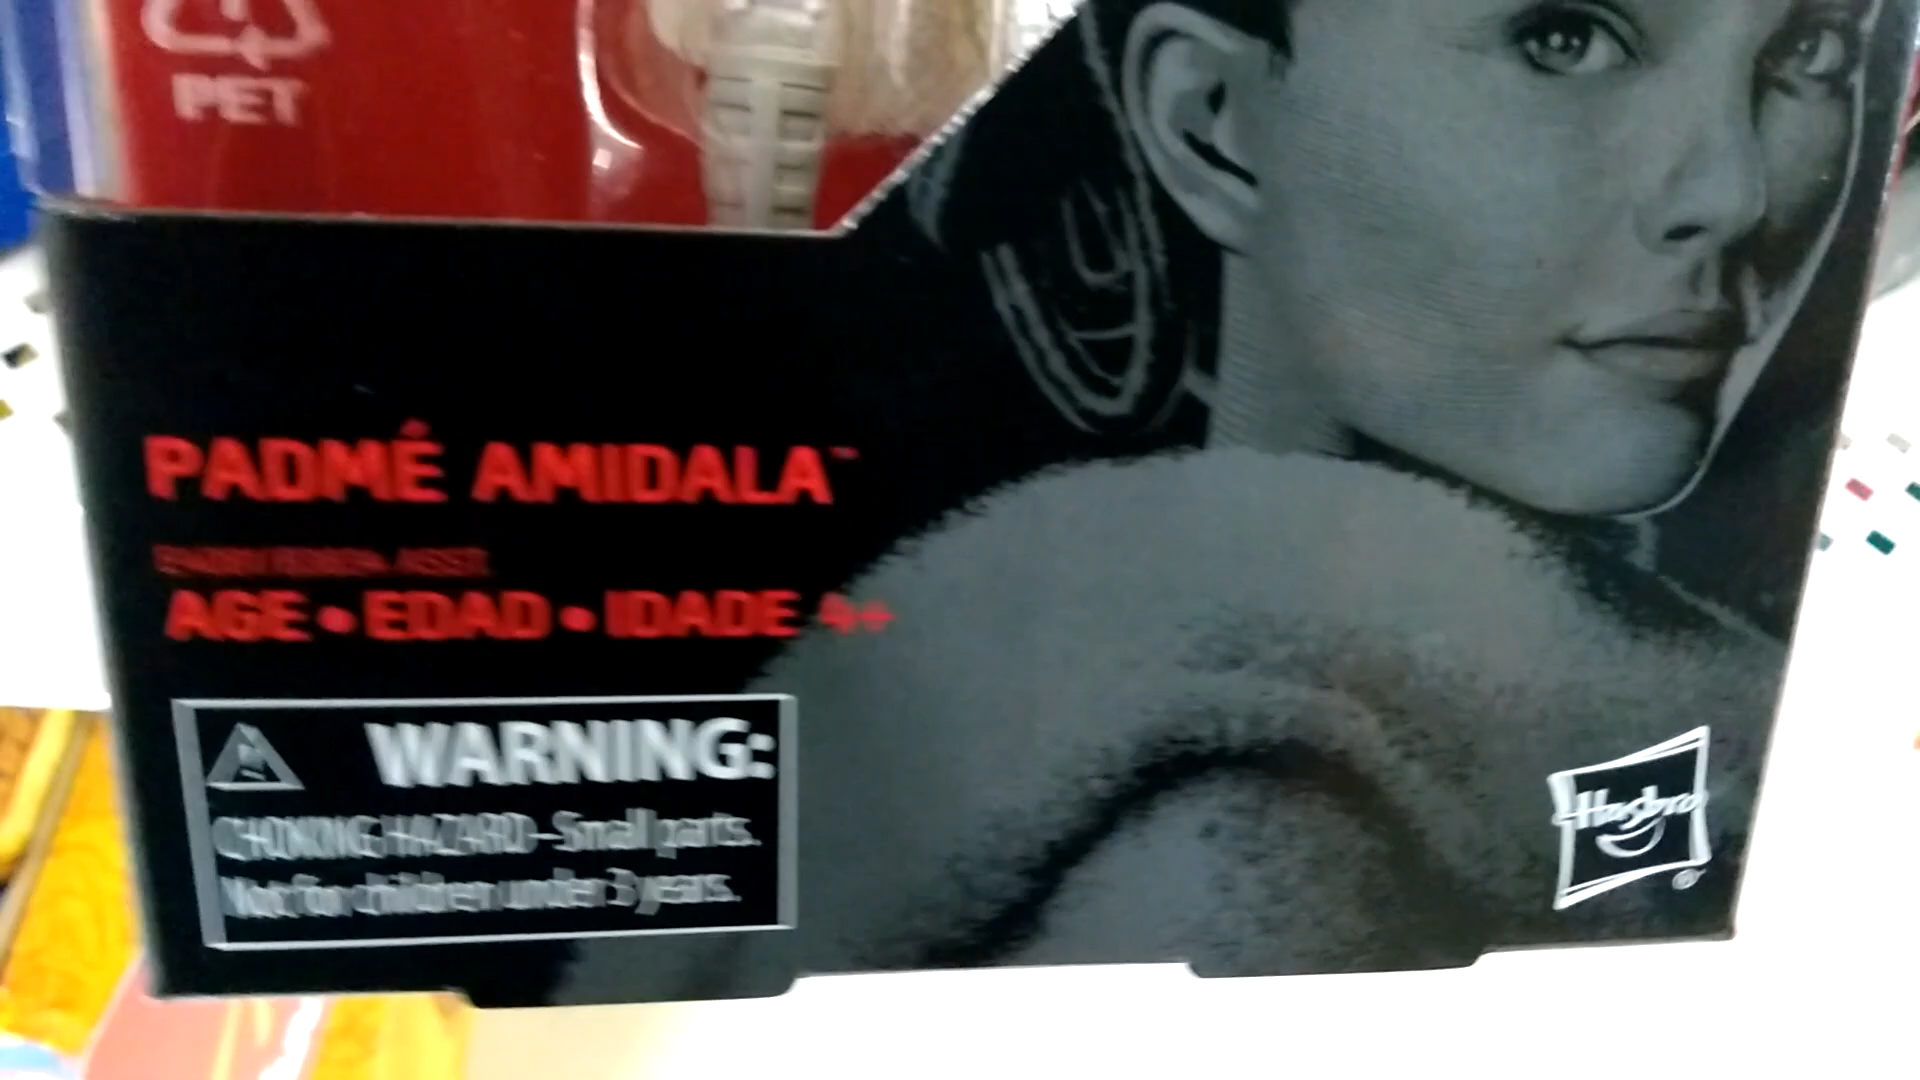 PET
PADMÉ AMIDALA™
AGE • EDAD • IDADE 4+
WARNING:
CHOKING HAZARD–Small parts.
Not for children under 3 years.
Hasbro®